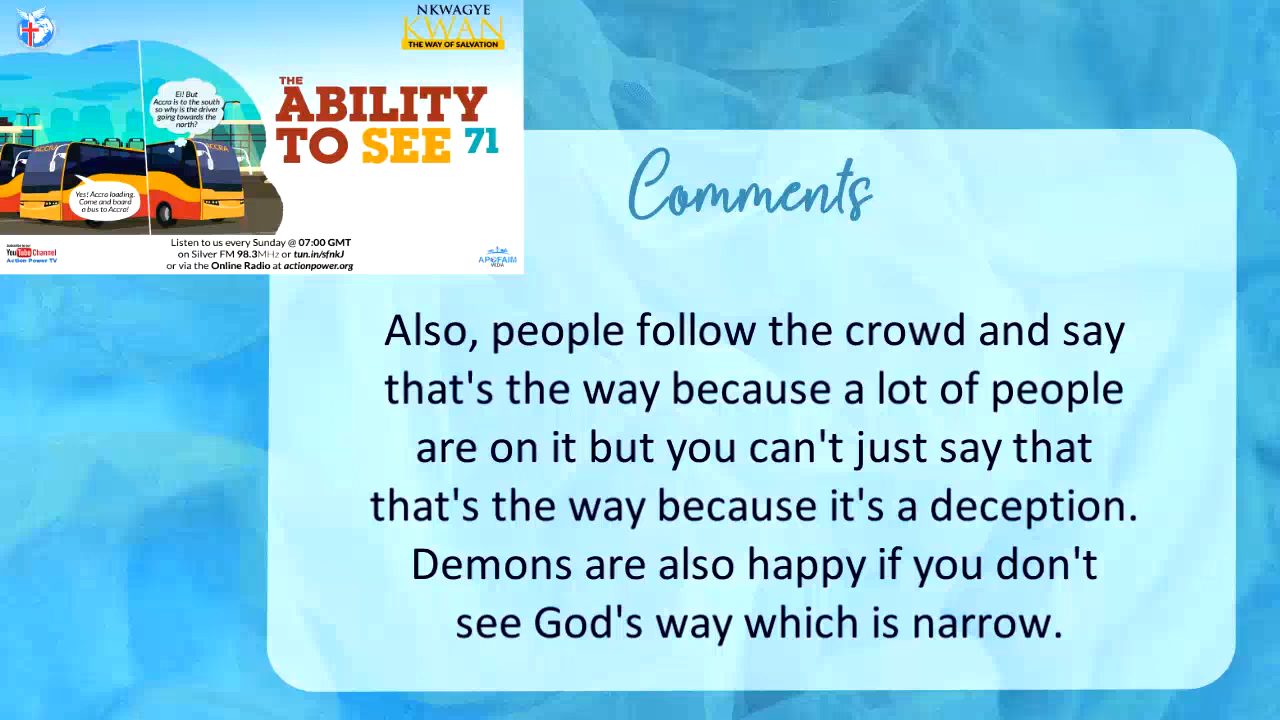 NKWAGYE
KWAN
THE WAY OF SALVATION
Ei! But
Accra is to the south
so why is the driver
going towards the
north?
THE
ABILITY
TO SEE 71
ACCRA
ACCRA
Yes! Accra loading.
Come and board
a bus to Accra!
Listen to us every Sunday @ 07:00 GMT
on Silver FM 98.3MHz or tun.in/sfnkJ
or via the Online Radio at actionpower.org
YouTube Channel
Action Power TV
Comments
Also, people follow the crowd and say
that's the way because a lot of people
are on it but you can't just say that
that's the way because it's a deception.
Demons are also happy if you don't
see God's way which is narrow.